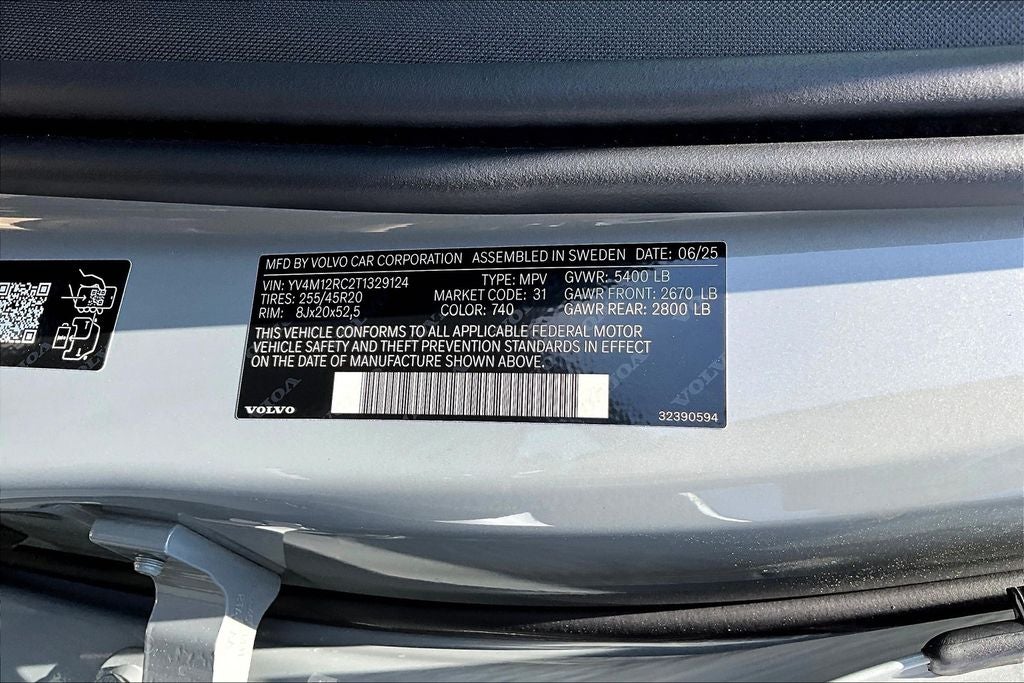 MFD BY VOLVO CAR CORPORATION ASSEMBLED IN SWEDEN DATE: 06/25
VIN: YV4M12RC2T1329124 TYPE: MPV GVWR: 5400 LB
TIRES: 255/45R20 MARKET CODE: 31 GAWR FRONT: 2670 LB
RIM: 8Jx20x52,5 COLOR: 740 GAWR REAR: 2800 LB
THIS VEHICLE CONFORMS TO ALL APPLICABLE FEDERAL MOTOR
VEHICLE SAFETY AND THEFT PREVENTION STANDARDS IN EFFECT
ON THE DATE OF MANUFACTURE SHOWN ABOVE.
VOLVO
32390594